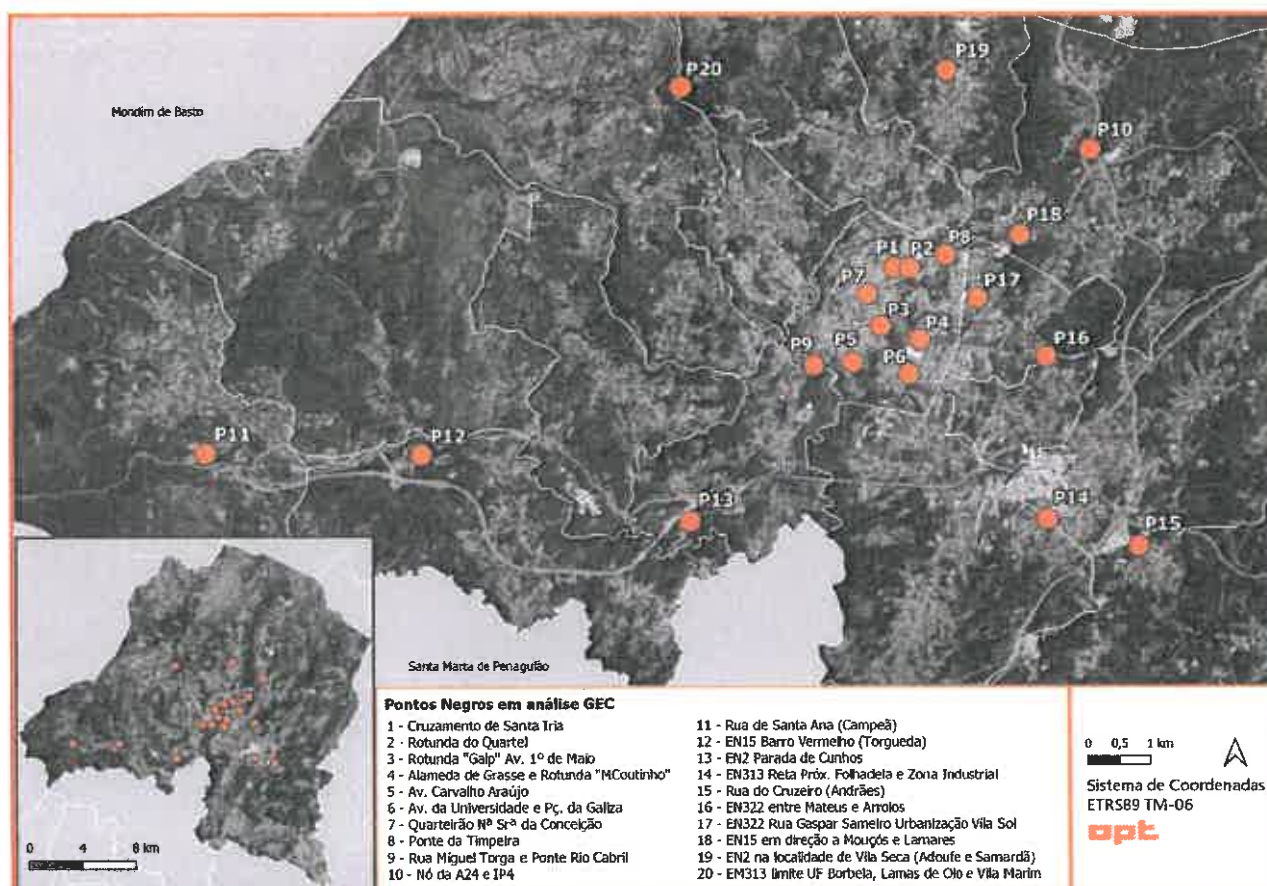 P19
P20
Mondim de Basto
P10
P18
P8
P1
P2
P7
P17
P3
P4
P16
P9
P5
P6
P11
P12
P13
P14
P15
Santa Marta de Penaguião
0 4 8 km
Pontos Negros em análise GEC
1 - Cruzamento de Santa Iria
2 - Rotunda do Quartel
3 - Rotunda "Galp" Av. 1º de Maio
4 - Alameda de Grasse e Rotunda "MCoutinho"
5 - Av. Carvalho Araújo
6 - Av. da Universidade e Pç. da Galiza
7 - Quarteirão Nª Srª da Conceição
8 - Ponte da Timpeira
9 - Rua Miguel Torga e Ponte Rio Cabril
10 - Nó da A24 e IP4
11 - Rua de Santa Ana (Campeã)
12 - EN15 Barro Vermelho (Torgueda)
13 - EN2 Parada de Cunhos
14 - EN313 Reta Próx. Folhadela e Zona Industrial
15 - Rua do Cruzeiro (Andrães)
16 - EN322 entre Mateus e Arroios
17 - EN322 Rua Gaspar Sameiro Urbanização Vila Sol
18 - EN15 em direção a Mouçós e Lamares
19 - EN2 na localidade de Vila Seca (Adoufe e Samardã)
20 - EM313 limite UF Borbela, Lamas de Olo e Vila Marim
0 0,5 1 km
Sistema de Coordenadas
ETRS89 TM-06
opt